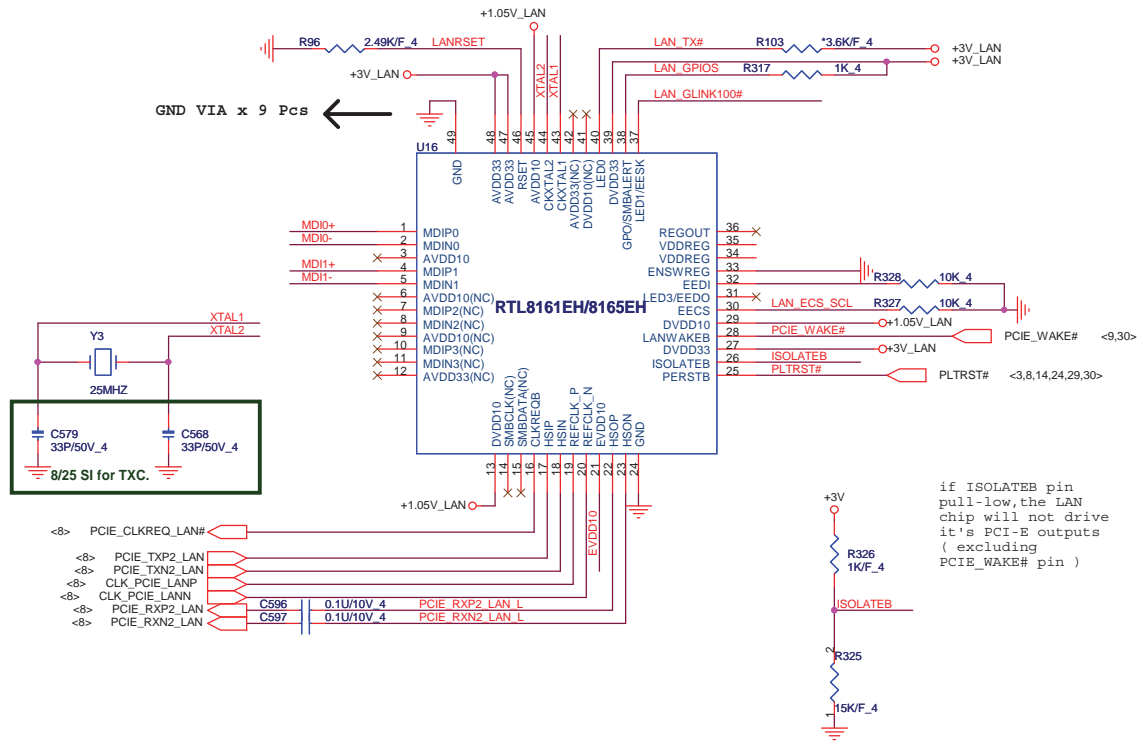 +1.05V_LAN
R96 2.49K/F_4 LANRSET
LAN_TX# R103 *3.6K/F_4 +3V_LAN
+3V_LAN
+3V_LAN
LAN_GPIOS R317 1K_4
XTAL2
XTAL1
LAN_GLINK100#
GND VIA x 9 Pcs
49 48 47 46 45 44 43 42 41 40 39 38 37
U16
GND
AVDD33
AVDD33
RSET
AVDD10
CKXTAL2
CKXTAL1
AVDD33(NC)
DVDD10(NC)
LED0
DVDD33
GPO/SMBALERT
LED1/EESK
MDI0+ 1 MDIP0
MDI0- 2 MDIN0
3 AVDD10
MDI1+ 4 MDIP1
MDI1- 5 MDIN1
6 AVDD10(NC)
7 MDIP2(NC)
8 MDIN2(NC)
9 AVDD10(NC)
10 MDIP3(NC)
11 MDIN3(NC)
12 AVDD33(NC)
RTL8161EH/8165EH
REGOUT 36
VDDREG 35
VDDREG 34
ENSWREG 33
EEDI 32 R328 10K_4
LED3/EEDO 31
EECS 30 LAN_ECS_SCL R327 10K_4
DVDD10 29 +1.05V_LAN
LANWAKEB 28 PCIE_WAKE# PCIE_WAKE# <9,30>
DVDD33 27 +3V_LAN
ISOLATEB 26 ISOLATEB
PERSTB 25 PLTRST# PLTRST# <3,8,14,24,29,30>
XTAL1
XTAL2
Y3
25MHZ
C579
33P/50V_4
C568
33P/50V_4
8/25 SI for TXC.
DVDD10
SMBCLK(NC)
SMBDATA(NC)
CLKREQB
HSIP
HSIN
REFCLK_P
REFCLK_N
EVDD10
HSOP
HSON
GND
13 14 15 16 17 18 19 20 21 22 23 24
+1.05V_LAN
EVDD10
<8> PCIE_CLKREQ_LAN#
<8> PCIE_TXP2_LAN
<8> PCIE_TXN2_LAN
<8> CLK_PCIE_LANP
<8> CLK_PCIE_LANN
<8> PCIE_RXP2_LAN C596 0.1U/10V_4 PCIE_RXP2_LAN_L
<8> PCIE_RXN2_LAN C597 0.1U/10V_4 PCIE_RXN2_LAN_L
+3V
R326
1K/F_4
ISOLATEB
2
R325
1
15K/F_4
if ISOLATEB pin
pull-low,the LAN
chip will not drive
it's PCI-E outputs
( excluding
PCIE_WAKE# pin )